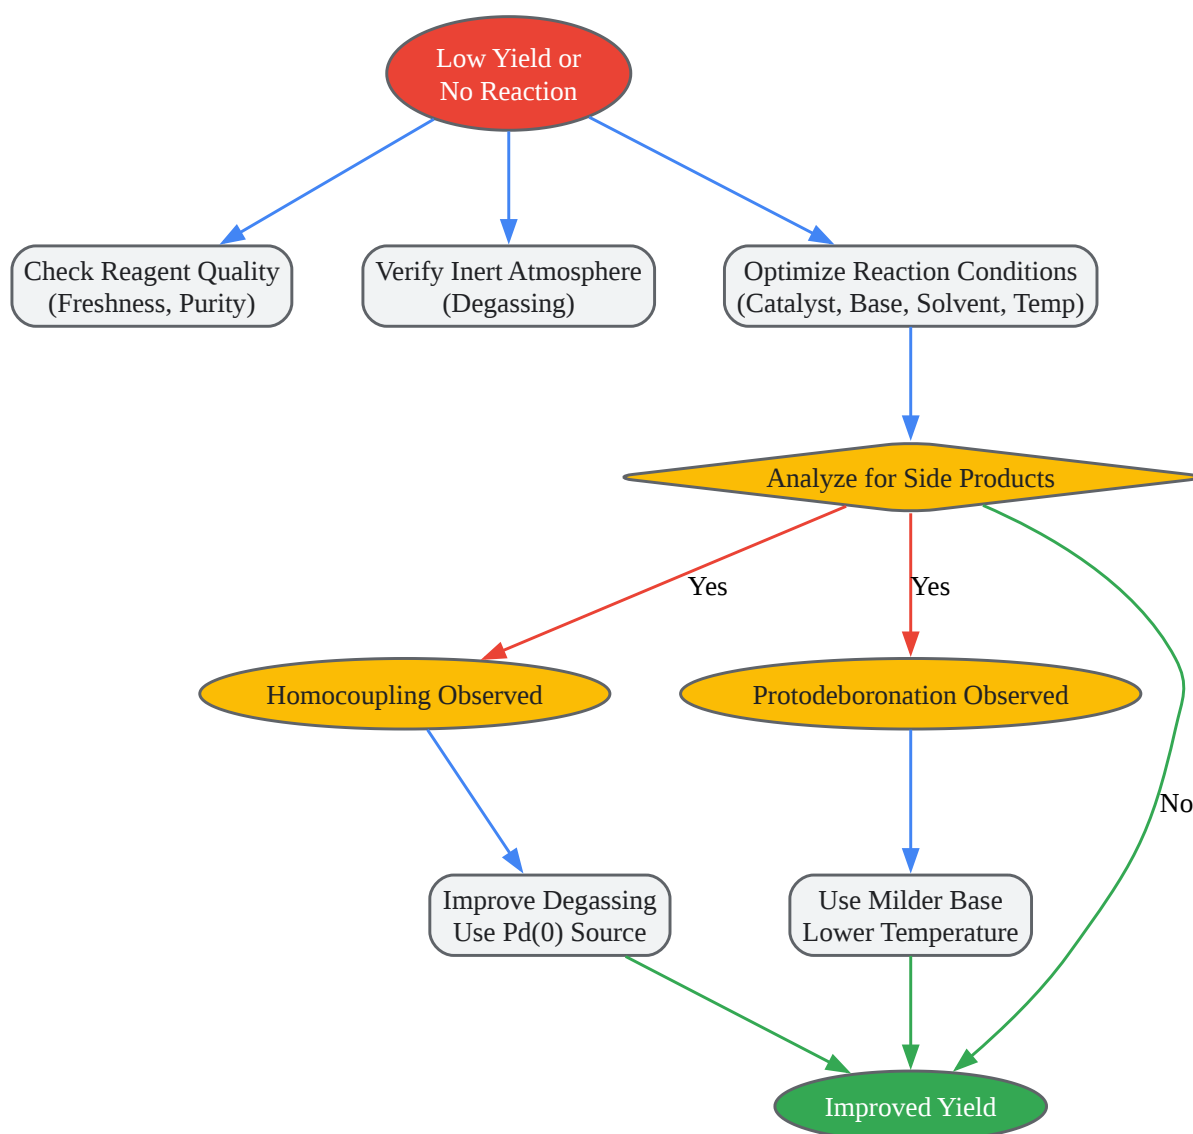 Low Yield or
No Reaction
Check Reagent Quality
(Freshness, Purity)
Verify Inert Atmosphere
(Degassing)
Optimize Reaction Conditions
(Catalyst, Base, Solvent, Temp)
Analyze for Side Products
Yes
Yes
Homocoupling Observed
Protodeboronation Observed
No
Improve Degassing
Use Pd(0) Source
Use Milder Base
Lower Temperature
Improved Yield